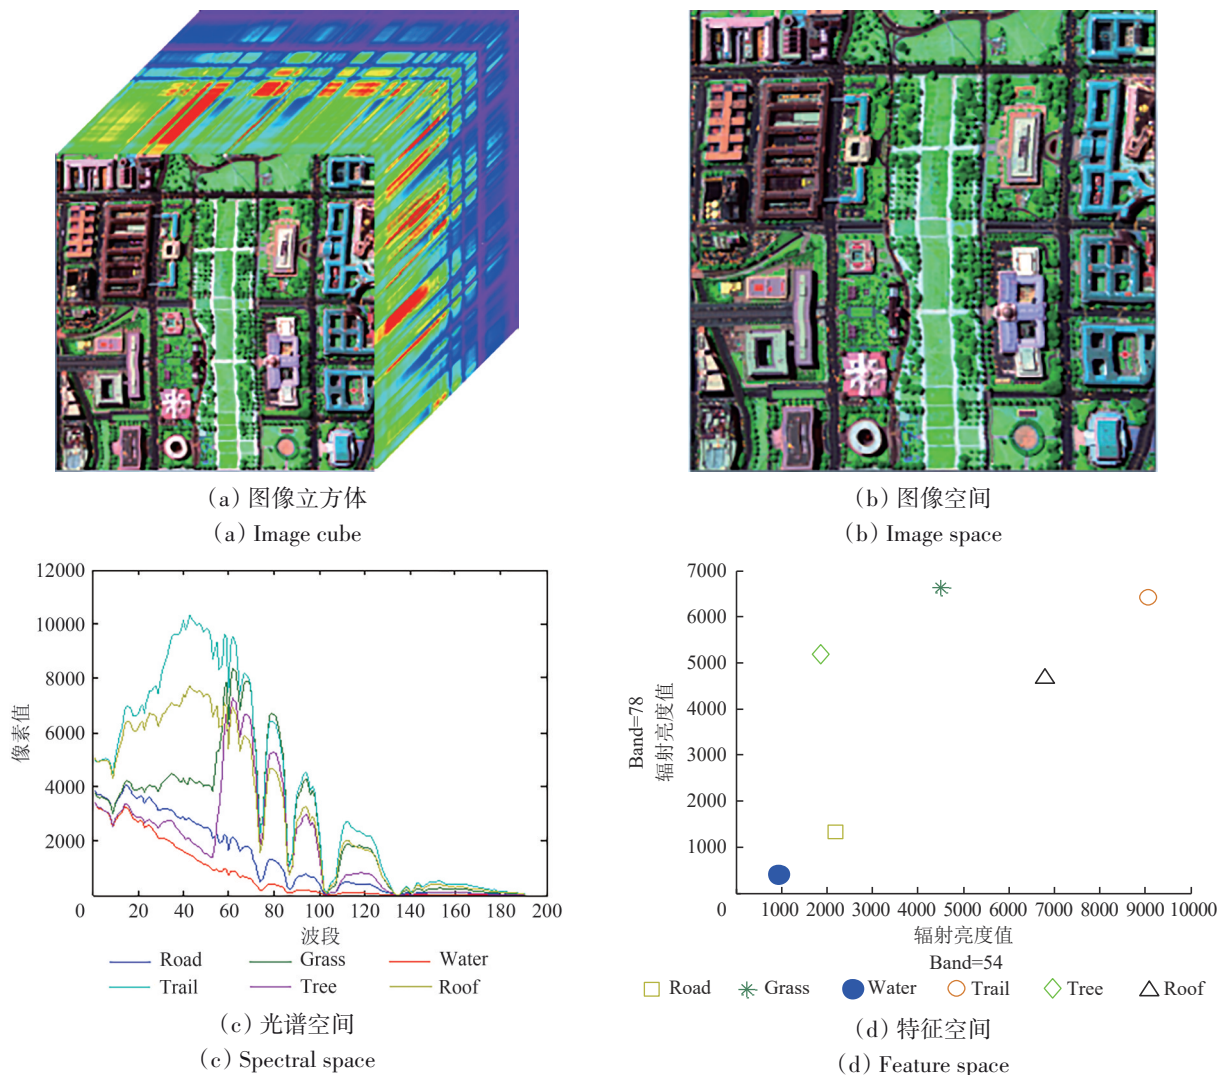 (a) 图像立方体
(a) Image cube
(b) 图像空间
(b) Image space
12000
10000
8000
6000
4000
2000
0
20
40
60
80
100
120
140
160
180
200
像素值
波段
Road
Grass
Water
Trail
Tree
Roof
(c) 光谱空间
(c) Spectral space
7000
6000
5000
4000
3000
2000
1000
0
1000
2000
3000
4000
5000
6000
7000
8000
9000
10000
Band=78
辐射亮度值
辐射亮度值
Band=54
Road
Grass
Water
Trail
Tree
Roof
(d) 特征空间
(d) Feature space